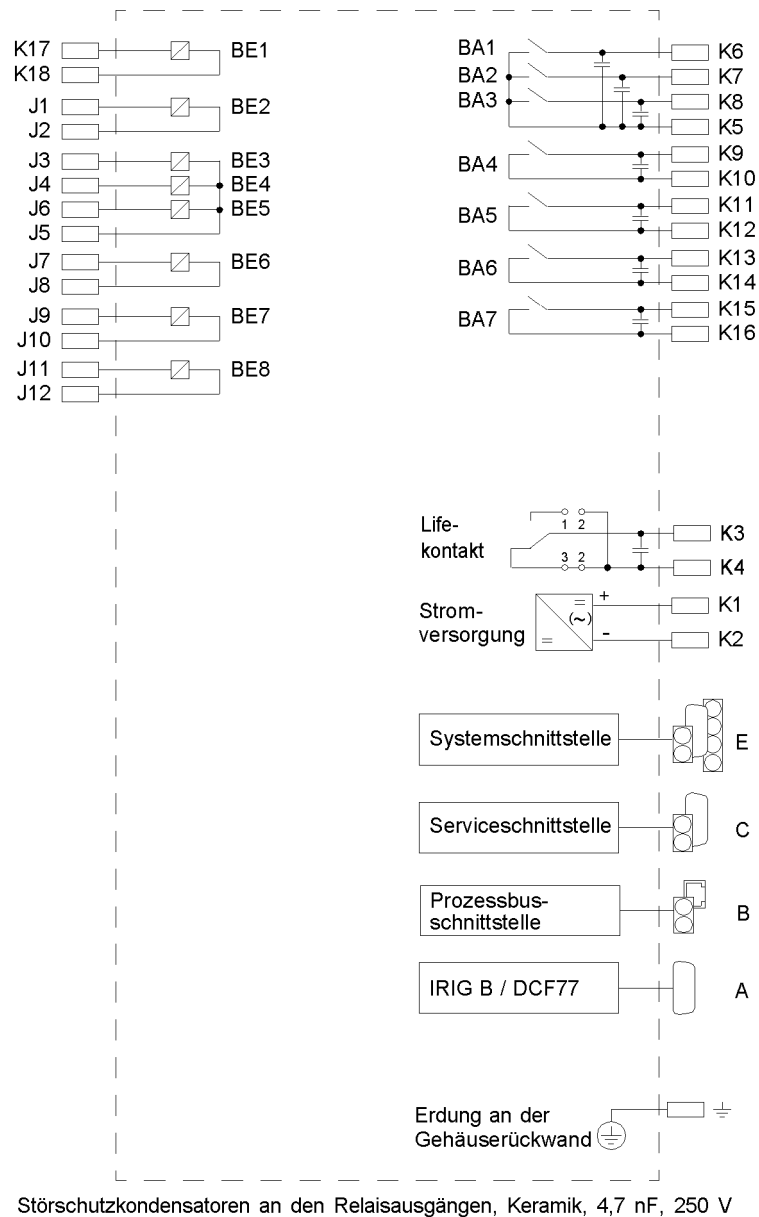 K17 BE1
K18
J1 BE2
J2
J3 BE3
J4 BE4
J6 BE5
J5
J7 BE6
J8
J9 BE7
J10
J11 BE8
J12
BA1 K6
BA2 K7
BA3 K8
K5
BA4 K9
K10
BA5 K11
K12
BA6 K13
K14
BA7 K15
K16
Life-
kontakt
1 2
3 2
K3
K4
Strom-
versorgung
= (~) =
+ K1
- K2
Systemschnittstelle E
Serviceschnittstelle C
Prozessbus-
schnittstelle B
IRIG B / DCF77 A
Erdung an der
Gehäuserückwand
Störschutzkondensatoren an den Relaisausgängen, Keramik, 4,7 nF, 250 V